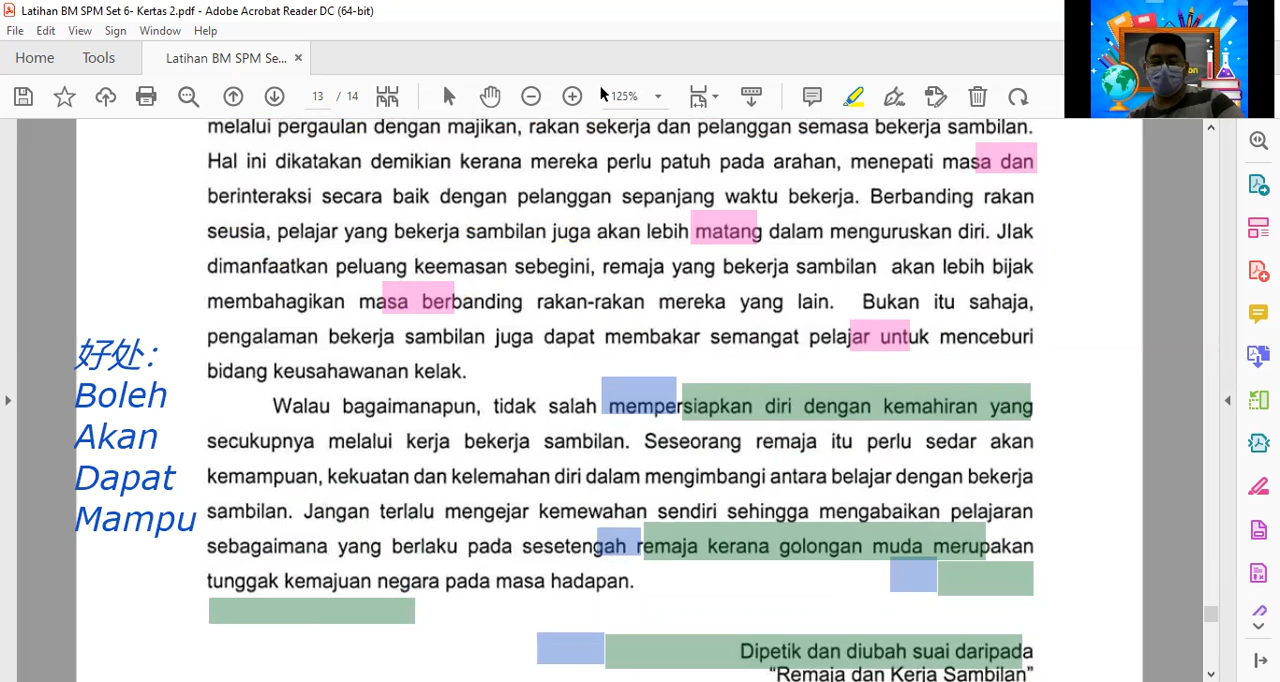 Latihan BM SPM Set 6- Kertas 2.pdf - Adobe Acrobat Reader DC (64-bit)
File Edit View Sign Window Help
Home Tools Latihan BM SPM Se... ×
13 / 14 125%
melalui pergaulan dengan majikan, rakan sekerja dan pelanggan semasa bekerja sambilan.
Hal ini dikatakan demikian kerana mereka perlu patuh pada arahan, menepati masa dan
berinteraksi secara baik dengan pelanggan sepanjang waktu bekerja. Berbanding rakan
seusia, pelajar yang bekerja sambilan juga akan lebih matang dalam menguruskan diri. JIak
dimanfaatkan peluang keemasan sebegini, remaja yang bekerja sambilan akan lebih bijak
membahagikan masa berbanding rakan-rakan mereka yang lain. Bukan itu sahaja,
pengalaman bekerja sambilan juga dapat membakar semangat pelajar untuk menceburi
bidang keusahawanan kelak.
Walau bagaimanapun, tidak salah mempersiapkan diri dengan kemahiran yang
secukupnya melalui kerja bekerja sambilan. Seseorang remaja itu perlu sedar akan
kemampuan, kekuatan dan kelemahan diri dalam mengimbangi antara belajar dengan bekerja
sambilan. Jangan terlalu mengejar kemewahan sendiri sehingga mengabaikan pelajaran
sebagaimana yang berlaku pada sesetengah remaja kerana golongan muda merupakan
tunggak kemajuan negara pada masa hadapan.
Dipetik dan diubah suai daripada
“Remaja dan Kerja Sambilan”
好处：
Boleh
Akan
Dapat
Mampu